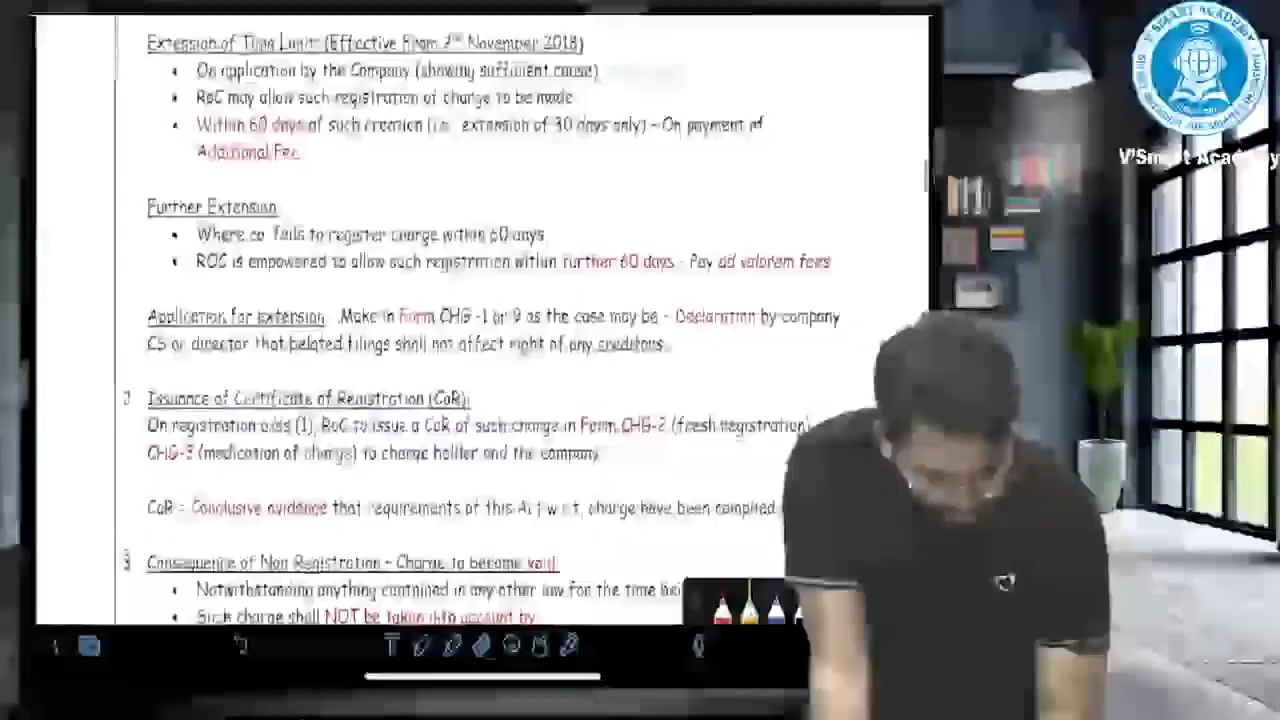 Extension of Time Limit (Effective From 2nd November 2018)
• On application by the Company (showing sufficient cause)
• RoC may allow such registration of charge to be made
• Within 60 days of such creation (i.e. extension of 30 days only) - On payment of
Additional Fee.
Further Extension
• Where co. fails to register charge within 60 days
• ROC is empowered to allow such registration within further 60 days - Pay ad valorem fees
Application for extension Make in Form CHG -1 or 9 as the case may be - Declaration by company
CS or director that belated filings shall not affect right of any creditors.
2 Issuance of Certificate of Registration (CoR):
On registration u/ss (1), RoC to issue a CoR of such charge in Form CHG-2 (fresh registration)
CHG-3 (modication of charge) to charge holder and the company
CoR = Conclusive evidence that requirements of this Act w.r.t. charge have been complied
3 Consequence of Non Registration - Charge to become void
• Notwithstanding anything contained in any other law for the time bei
• Such charge shall NOT be taken into account by
V'SMART ACADEMY
V'Smart Academy